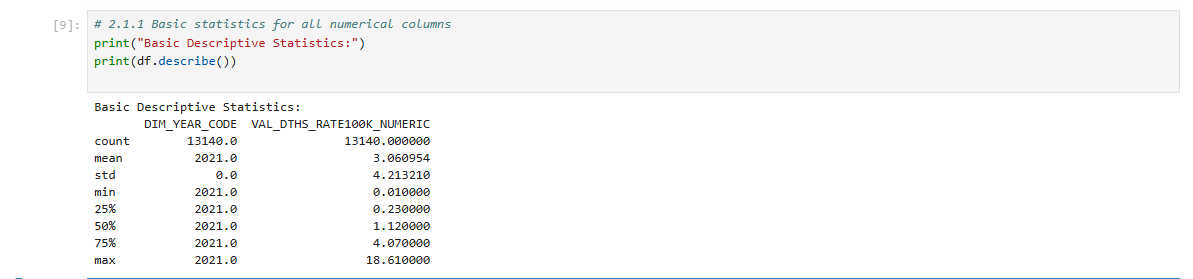 [9]: # 2.1.1 Basic statistics for all numerical columns
print("Basic Descriptive Statistics:")
print(df.describe())
Basic Descriptive Statistics:
DIM_YEAR_CODE VAL_DTHS_RATE100K_NUMERIC
count 13140.0 13140.000000
mean 2021.0 3.060954
std 0.0 4.213210
min 2021.0 0.010000
25% 2021.0 0.230000
50% 2021.0 1.120000
75% 2021.0 4.070000
max 2021.0 18.610000